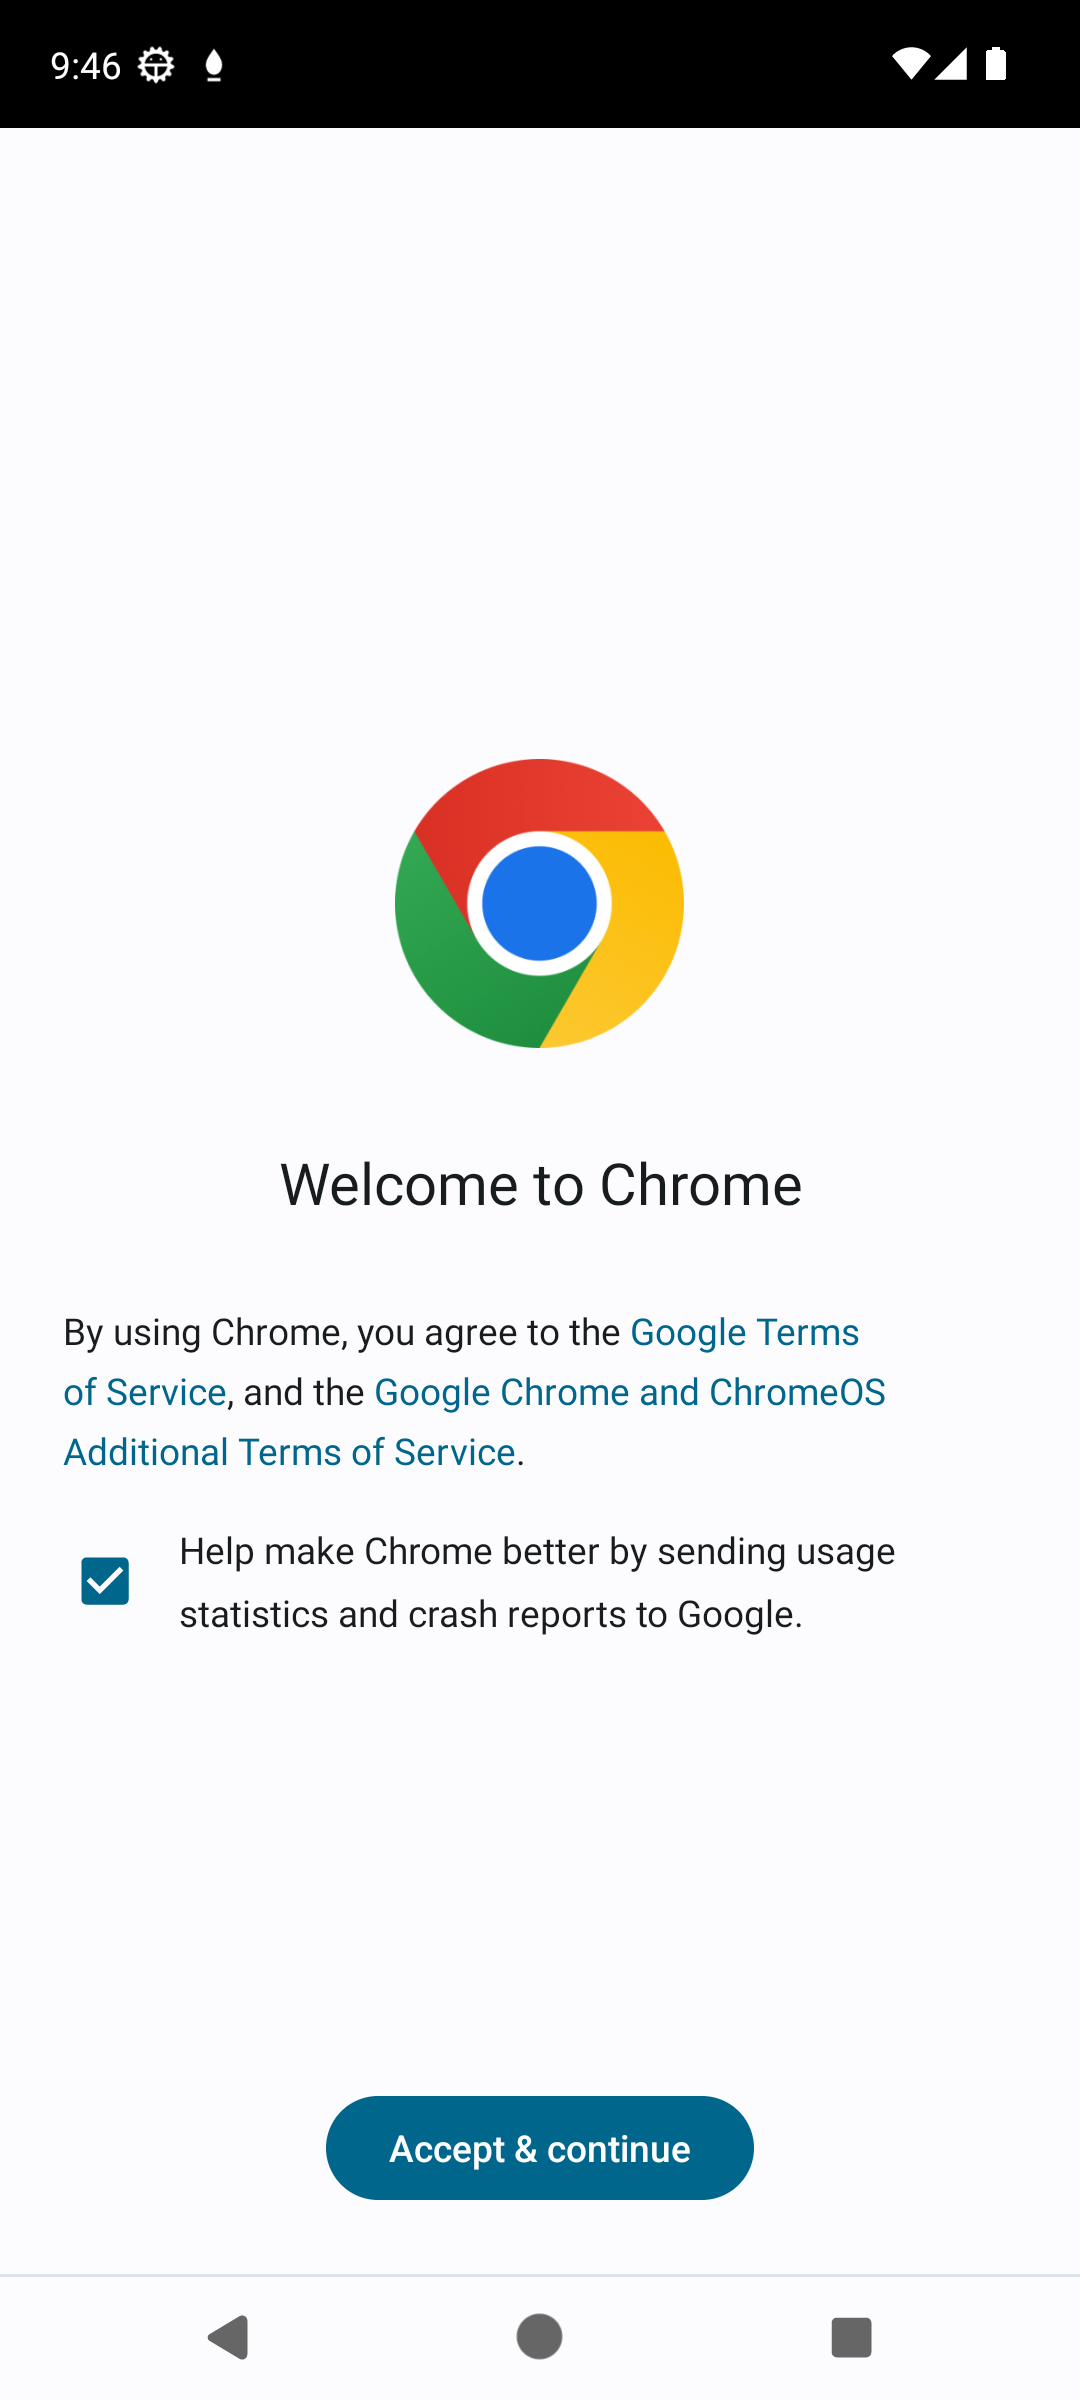 9:46
Welcome to Chrome
By using Chrome, you agree to the Google Terms
of Service, and the Google Chrome and ChromeOS
Additional Terms of Service.
Help make Chrome better by sending usage
statistics and crash reports to Google.
Accept & continue